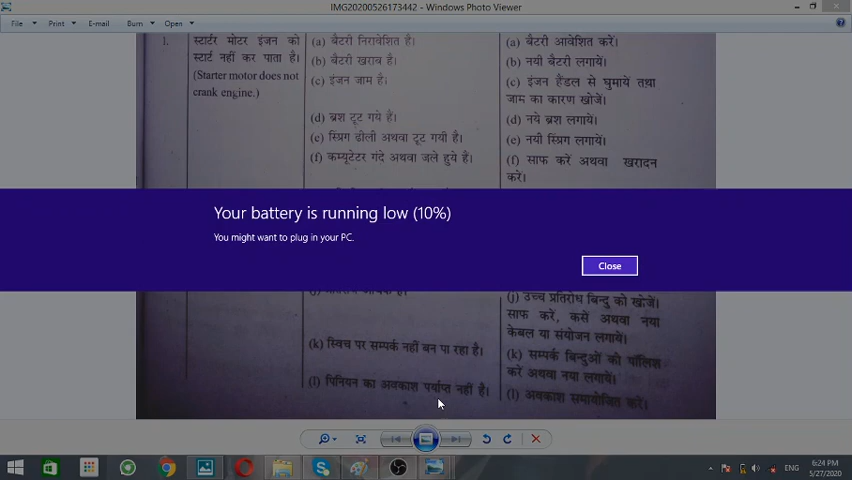 IMG20200526173442 - Windows Photo Viewer
File Print E-mail Burn Open
स्टार्टर मोटर इंजन को (a) बैटरी निरावेशित है। (a) बैटरी आवेशित करें।
स्टार्ट नहीं कर पाता है। (b) बैटरी खराब है। (b) नयी बैटरी लगायें।
(Starter motor does not (c) इंजन जाम है। (c) इंजन हैंडल से घुमाये तथा
crank engine.) जाम का कारण खोजें।
(d) ब्रश टूट गये हैं। (d) नये ब्रश लगायें।
(e) स्प्रिंग ढीली अथवा टूट गयी है। (e) नयी स्प्रिंग लगायें।
(f) कम्यूटेटर गंदे अथवा जले हुये हैं। (f) साफ करें अथवा खरादन
करें।
Your battery is running low (10%)
You might want to plug in your PC.
Close
(j) उच्च प्रतिरोध बिन्दु को खोजें।
साफ करें, कसें अथवा नया
केबल या संयोजन लगायें।
(k) स्विच पर सम्पर्क नहीं बन पा रहा है। (k) सम्पर्क बिन्दुओं को पॉलिश
करे अथवा नया लगायें।
(l) पिनियन का अवकाश पर्याप्त नहीं है। (l) अवकाश समायोजित करें।
ENG
6:24 PM
5/27/2020